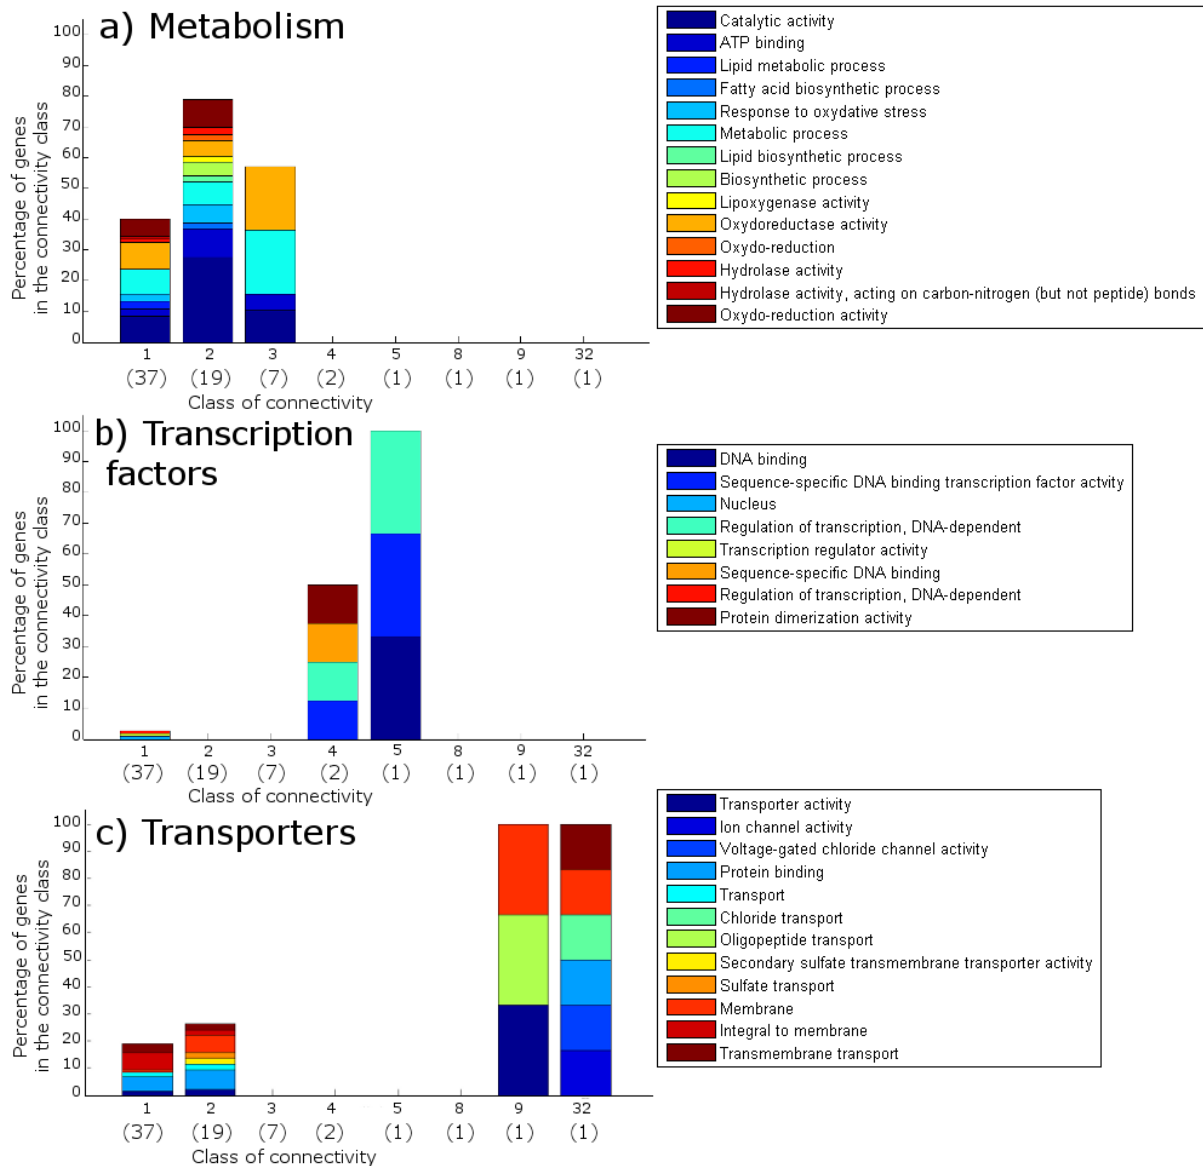 a) Metabolism
Percentage of genes
in the connectivity class
100
90
80
70
60
50
40
30
20
10
0
1 2 3 4 5 8 9 32
(37) (19) (7) (2) (1) (1) (1) (1)
Class of connectivity
Catalytic activity
ATP binding
Lipid metabolic process
Fatty acid biosynthetic process
Response to oxydative stress
Metabolic process
Lipid biosynthetic process
Biosynthetic process
Lipoxygenase activity
Oxydoreductase activity
Oxydo-reduction
Hydrolase activity
Hydrolase activity, acting on carbon-nitrogen (but not peptide) bonds
Oxydo-reduction activity
b) Transcription
factors
Percentage of genes
in the connectivity class
100
90
80
70
60
50
40
30
20
10
0
1 2 3 4 5 8 9 32
(37) (19) (7) (2) (1) (1) (1) (1)
Class of connectivity
DNA binding
Sequence-specific DNA binding transcription factor activty
Nucleus
Regulation of transcription, DNA-dependent
Transcription regulator activity
Sequence-specific DNA binding
Regulation of transcription, DNA-dependent
Protein dimerization activity
c) Transporters
Percentage of genes
in the connectivity class
100
90
80
70
60
50
40
30
20
10
0
1 2 3 4 5 8 9 32
(37) (19) (7) (2) (1) (1) (1) (1)
Class of connectivity
Transporter activity
Ion channel activity
Voltage-gated chloride channel activity
Protein binding
Transport
Chloride transport
Oligopeptide transport
Secondary sulfate transmembrane transporter activity
Sulfate transport
Membrane
Integral to membrane
Transmembrane transport